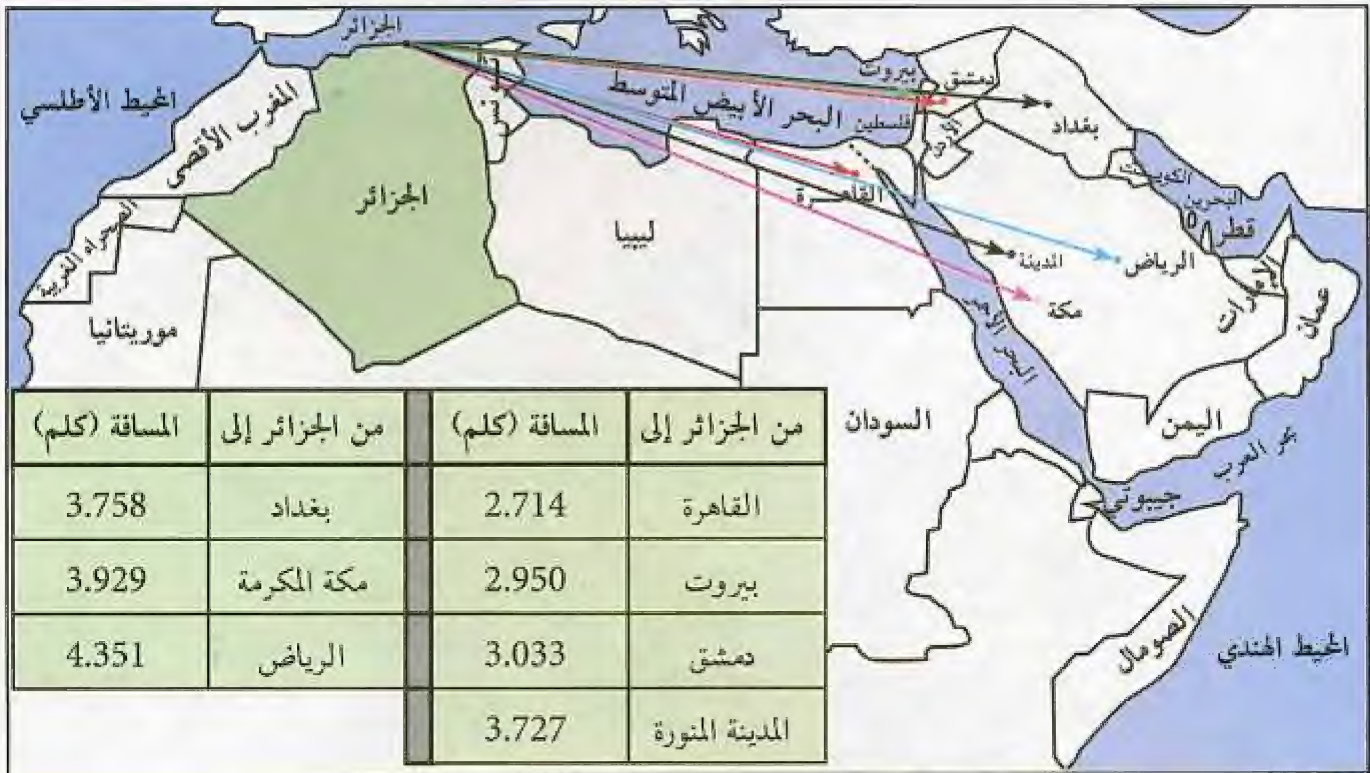 الجزائر
المحيط الأطلسي
المغرب الأقصى
تونس
البحر الأبيض المتوسط
بيروت
دمشق
فلسطين
الأردن
بغداد
الكويت
البحرين
قطر
الجزائر
ليبيا
القاهرة
المدينة
الرياض
مكة
الإمارات
عمان
الصحراء الغربية
موريتانيا
البحر الأحمر
السودان
اليمن
بحر العرب
جيبوتي
الصومال
المحيط الهندي
من الجزائر إلى المسافة (كلم) من الجزائر إلى المسافة (كلم)
القاهرة 2.714 بغداد 3.758
بيروت 2.950 مكة المكرمة 3.929
دمشق 3.033 الرياض 4.351
المدينة المنورة 3.727